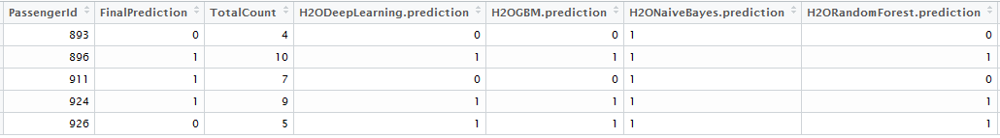 PassengerId FinalPrediction TotalCount H2ODeepLearning.prediction H2OGBM.prediction H2ONaiveBayes.prediction H2ORandomForest.prediction
893 0 4 0 0 1 0
896 1 10 1 1 1 1
911 1 7 0 0 1 0
924 1 9 1 1 1 1
926 0 5 1 1 1 1